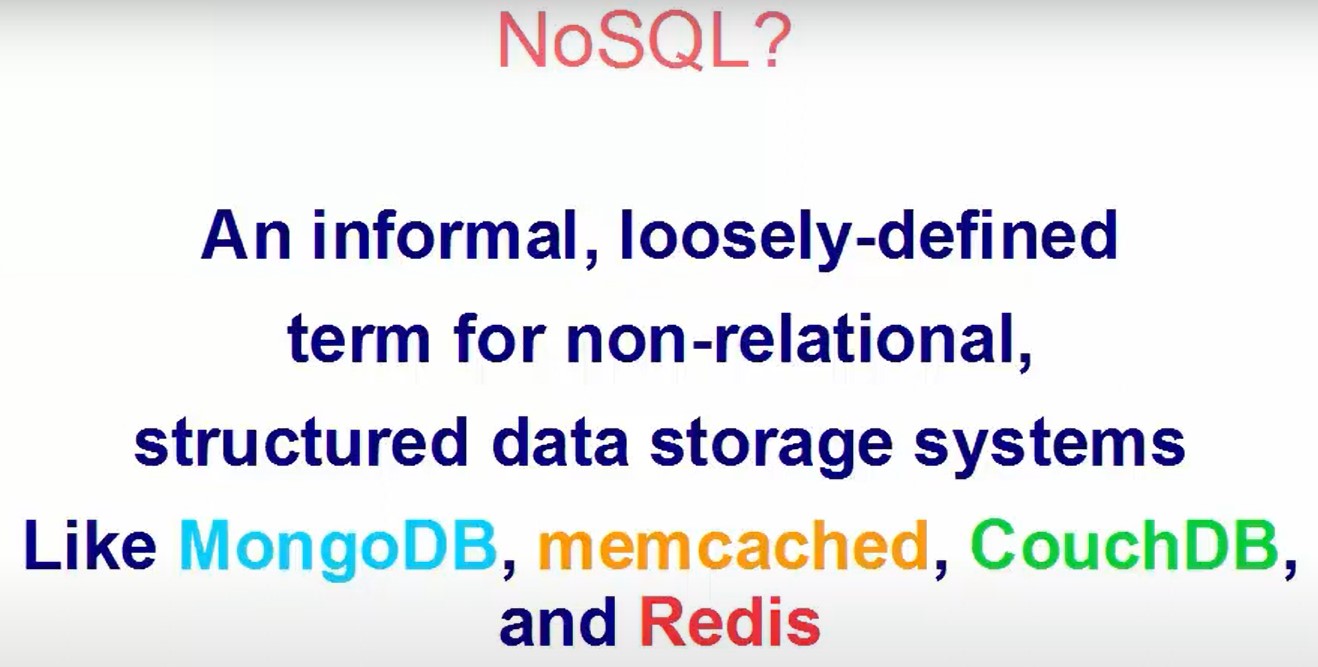 NoSQL?
An informal, loosely-defined
term for non-relational,
structured data storage systems
Like MongoDB, memcached, CouchDB,
and Redis